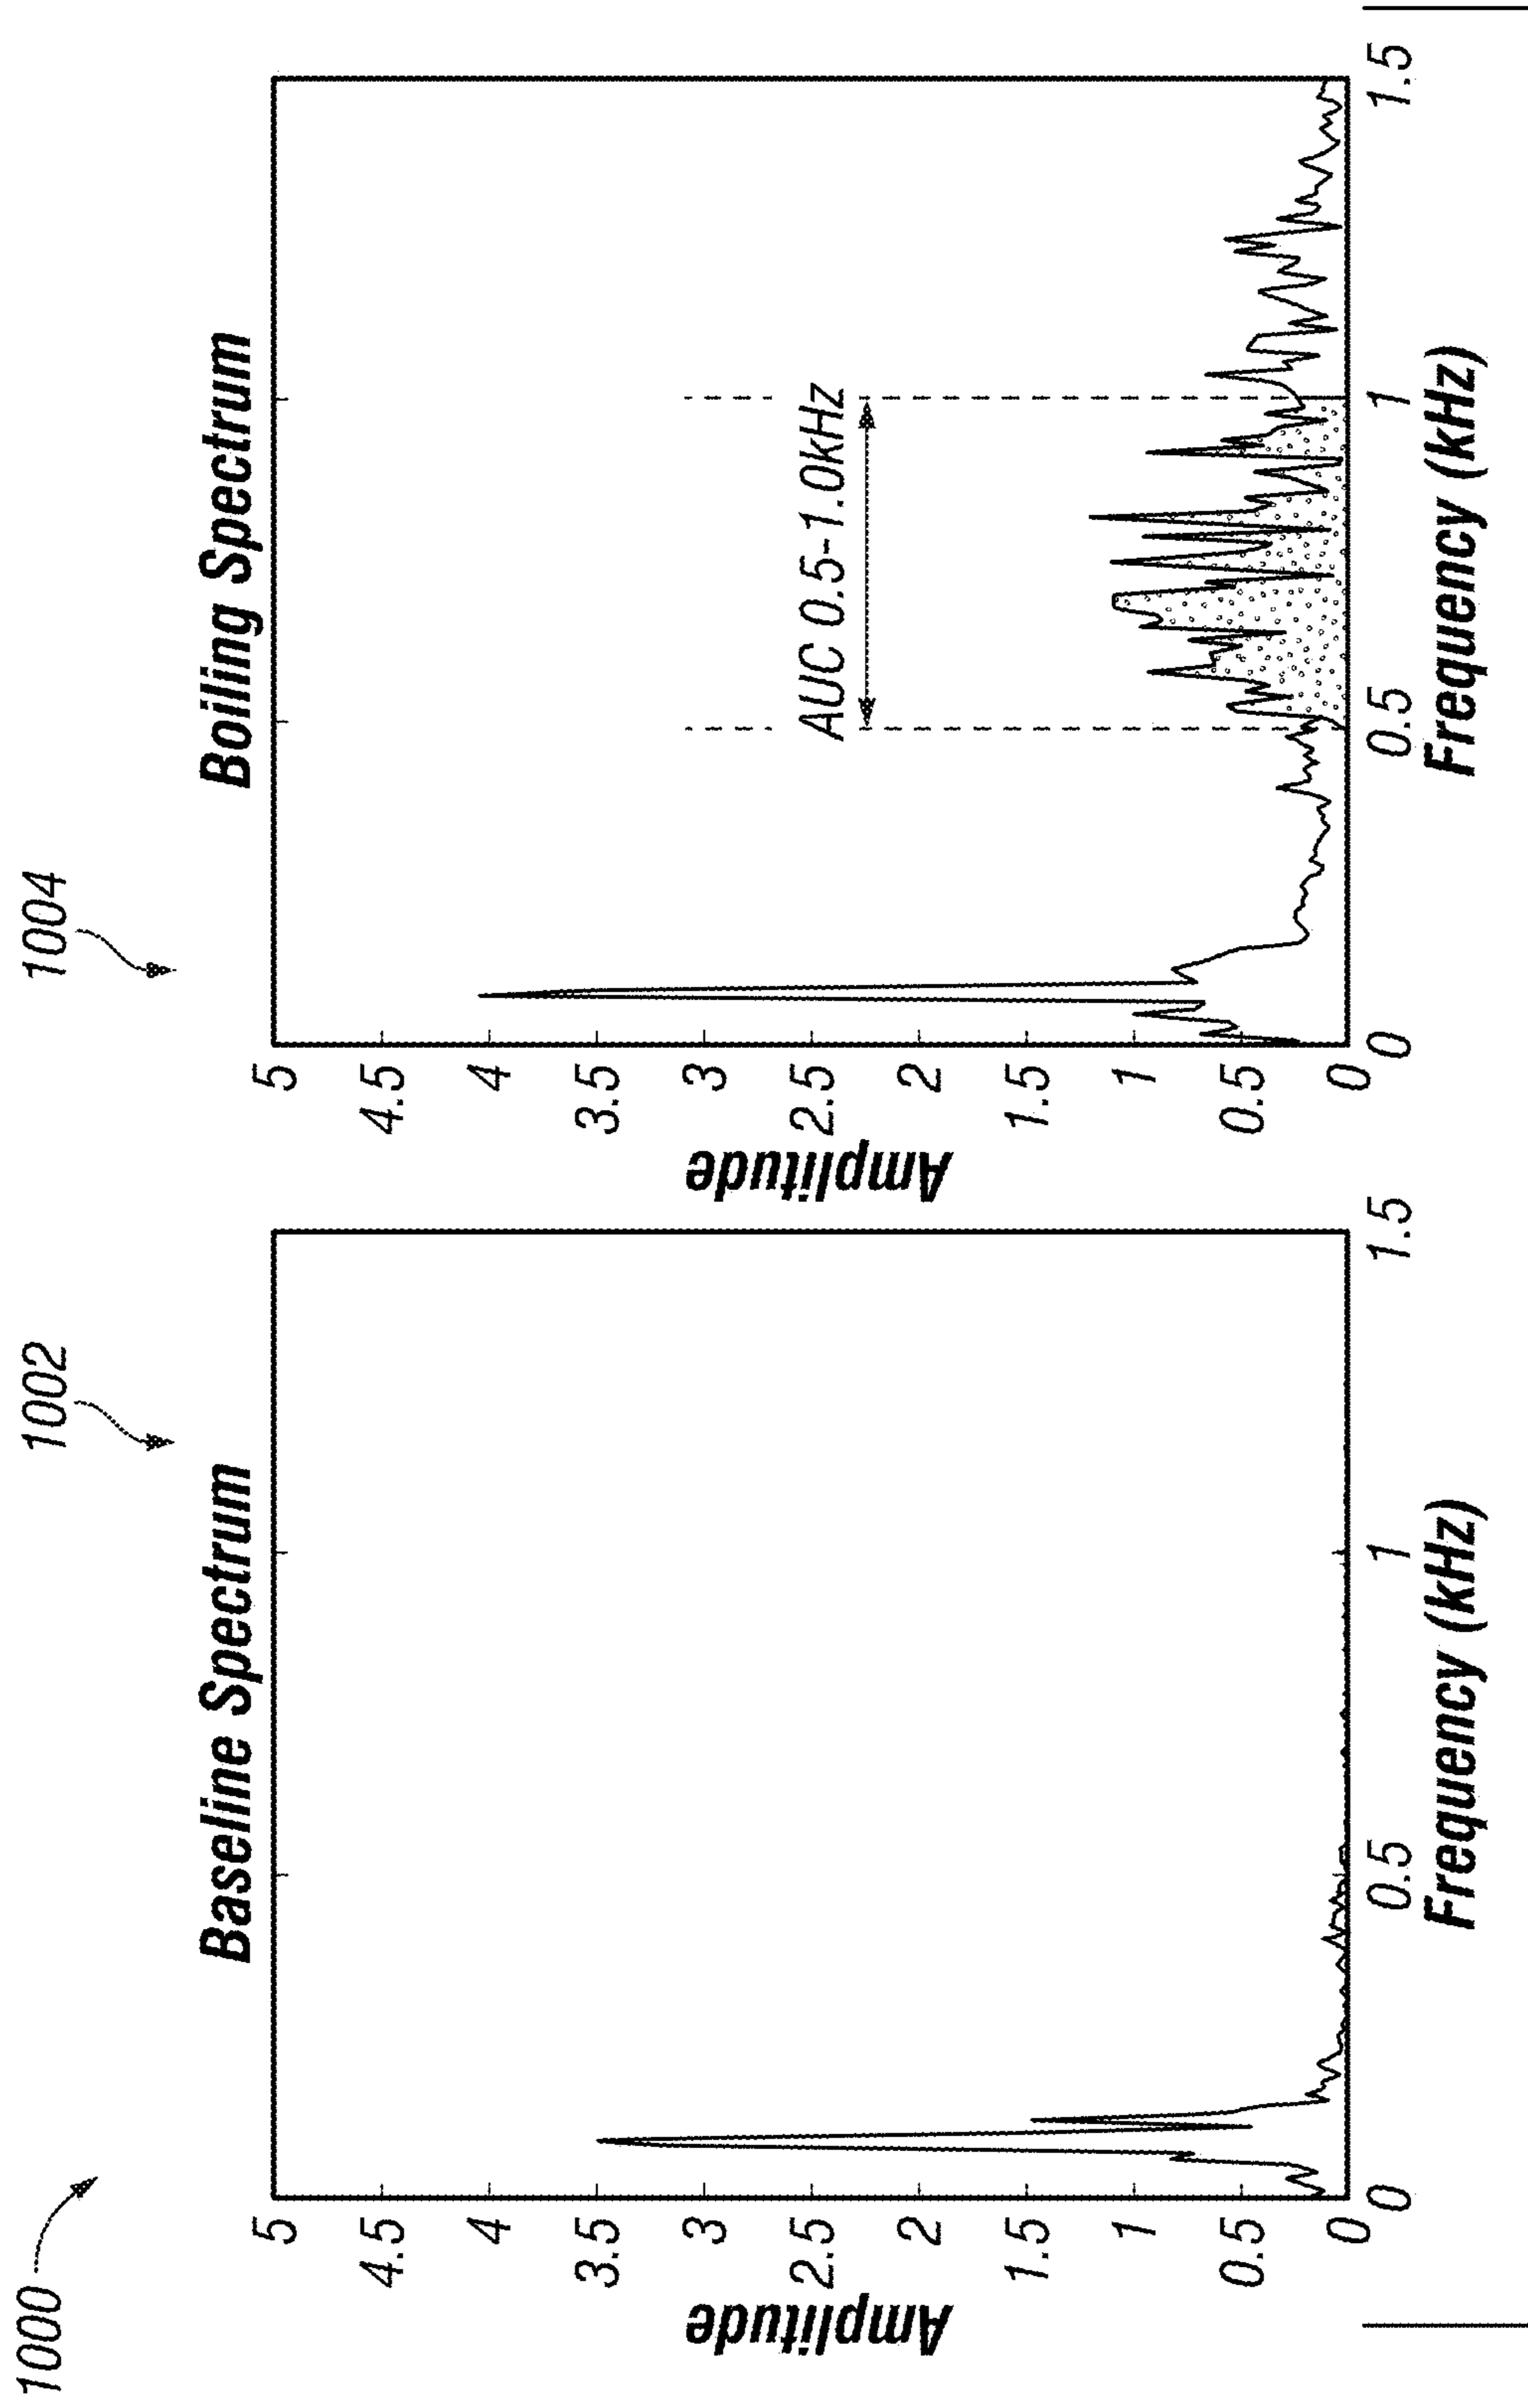 1000
1002
Baseline Spectrum
Amplitude
5
4.5
4
3.5
3
2.5
2
1.5
1
0.5
0
0 0.5 1 1.5
Frequency (kHz)
1004
Boiling Spectrum
Amplitude
5
4.5
4
3.5
3
2.5
2
1.5
1
0.5
0
AUC 0.5-1.0kHz
0 0.5 1 1.5
Frequency (kHz)